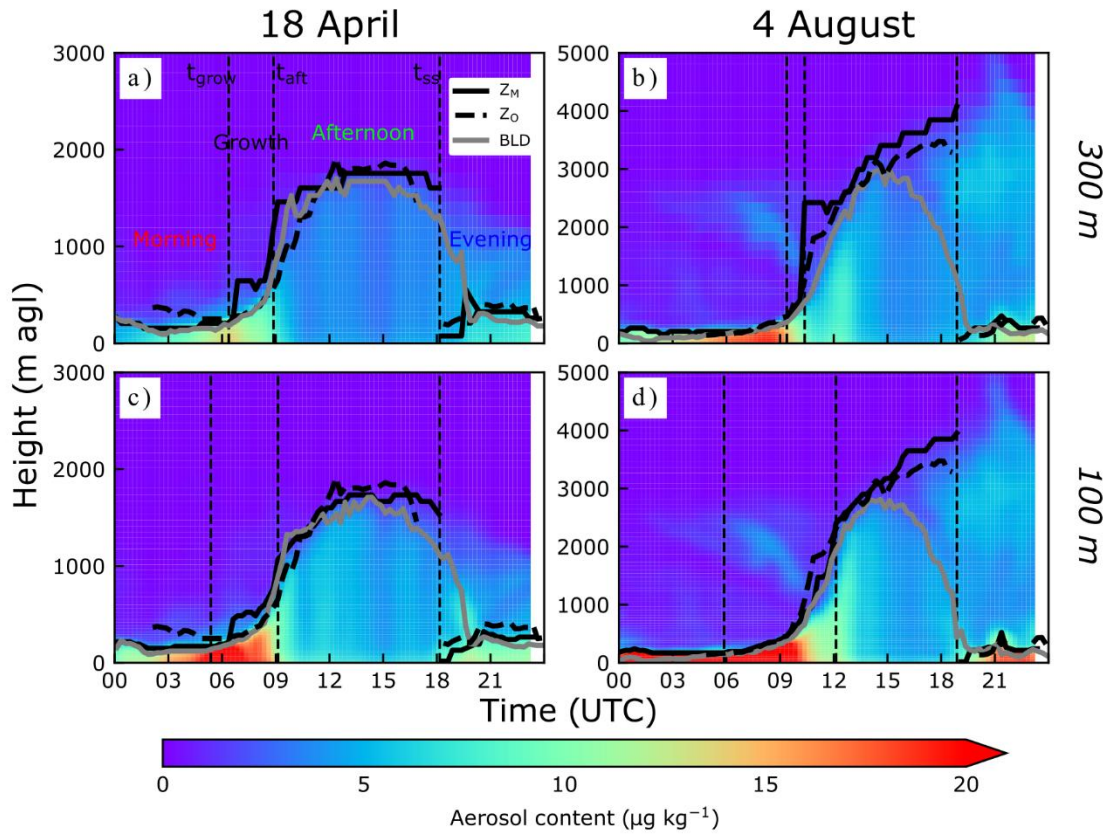 18 April
4 August
3000
2000
1000
0
a)
t_grow
t_aft
t_ss
Z_M
Z_O
BLD
Growth
Afternoon
Morning
Evening
5000
4000
3000
2000
1000
0
b)
300 m
Height (m agl)
3000
2000
1000
0
c)
00 03 06 09 12 15 18 21
5000
4000
3000
2000
1000
0
d)
00 03 06 09 12 15 18 21
100 m
Time (UTC)
0 5 10 15 20
Aerosol content (μg kg⁻¹)